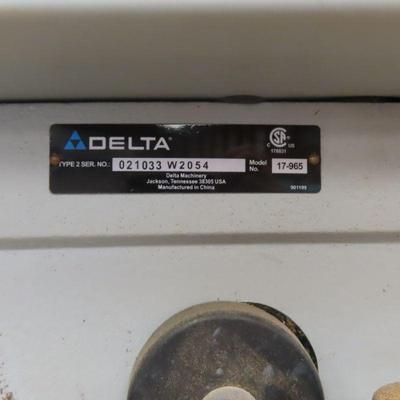 DELTA
TYPE 2 SER. NO.: 021033 W2054
Delta Machinery
Jackson, Tennessee 38305 USA
Manufactured in China
C US
Model No. 17-965
901199